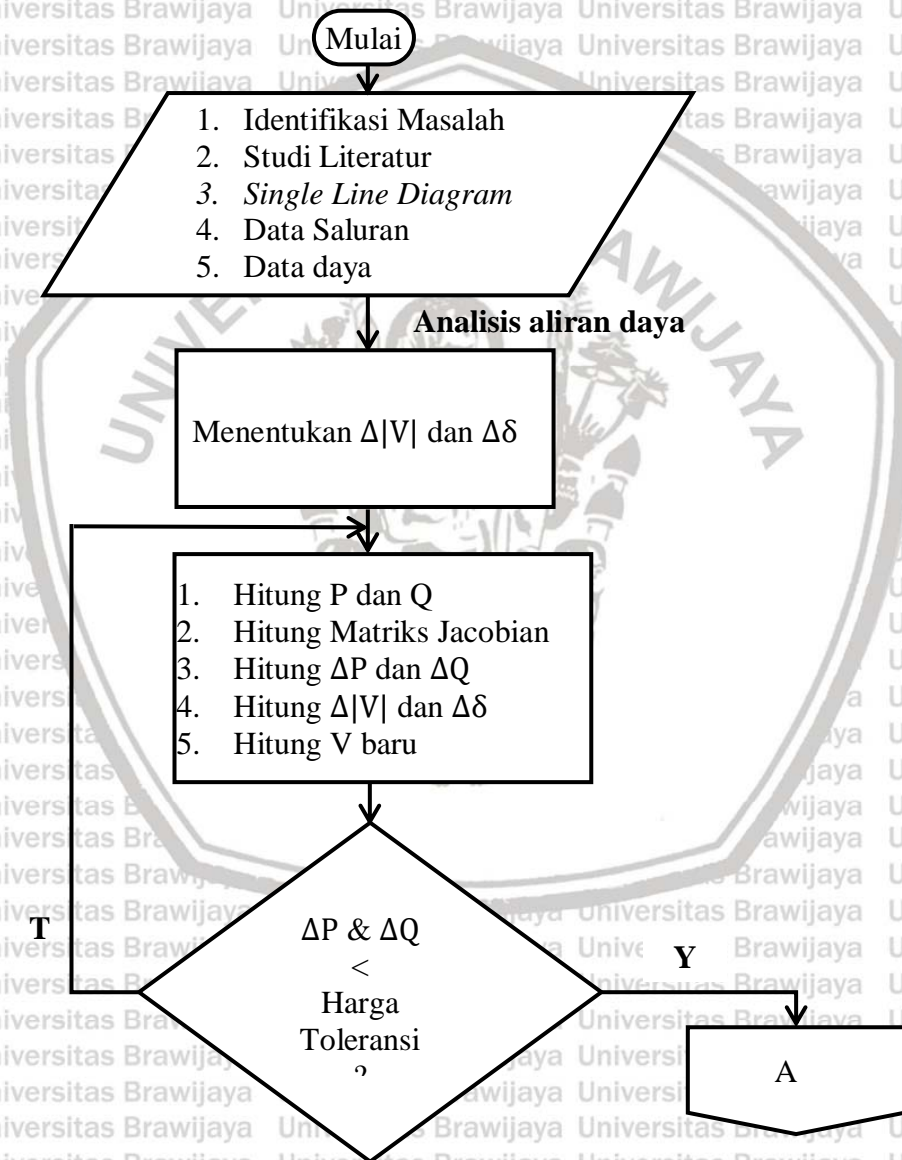 Mulai
1. Identifikasi Masalah
2. Studi Literatur
3. Single Line Diagram
4. Data Saluran
5. Data daya
Analisis aliran daya
Menentukan Δ|V| dan Δδ
1. Hitung P dan Q
2. Hitung Matriks Jacobian
3. Hitung ΔP dan ΔQ
4. Hitung Δ|V| dan Δδ
5. Hitung V baru
ΔP & ΔQ
<
Harga
Toleransi
?
T
Y
A
UNIVERSITAS BRAWIJAYA